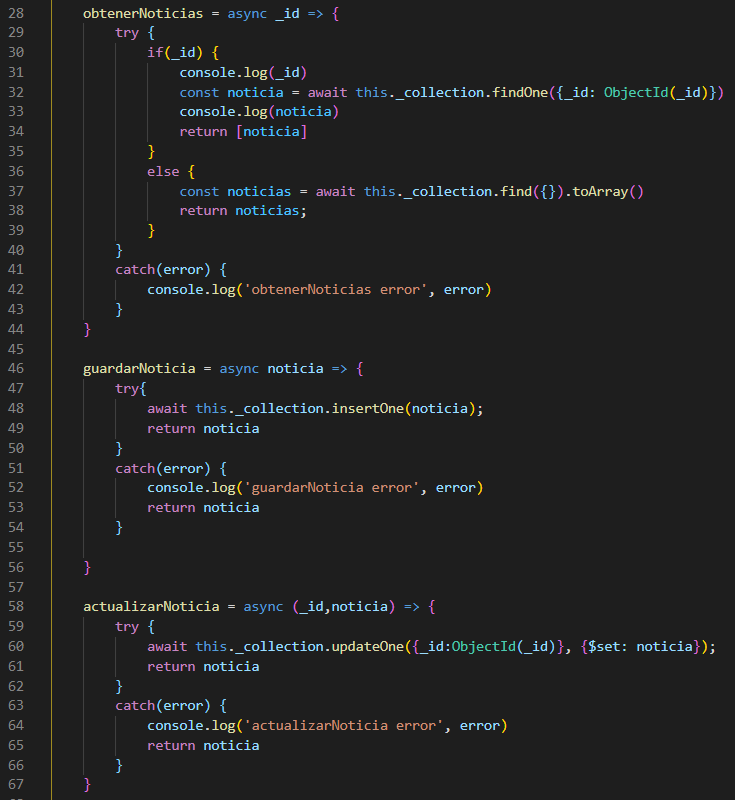 28 obtenerNoticias = async _id => {
29 try {
30 if(_id) {
31 console.log(_id)
32 const noticia = await this._collection.findOne({_id: ObjectId(_id)})
33 console.log(noticia)
34 return [noticia]
35 }
36 else {
37 const noticias = await this._collection.find({}).toArray()
38 return noticias;
39 }
40 }
41 catch(error) {
42 console.log('obtenerNoticias error', error)
43 }
44 }
45
46 guardarNoticia = async noticia => {
47 try{
48 await this._collection.insertOne(noticia);
49 return noticia
50 }
51 catch(error) {
52 console.log('guardarNoticia error', error)
53 return noticia
54 }
55
56 }
57
58 actualizarNoticia = async (_id,noticia) => {
59 try {
60 await this._collection.updateOne({_id:ObjectId(_id)}, {$set: noticia});
61 return noticia
62 }
63 catch(error) {
64 console.log('actualizarNoticia error', error)
65 return noticia
66 }
67 }